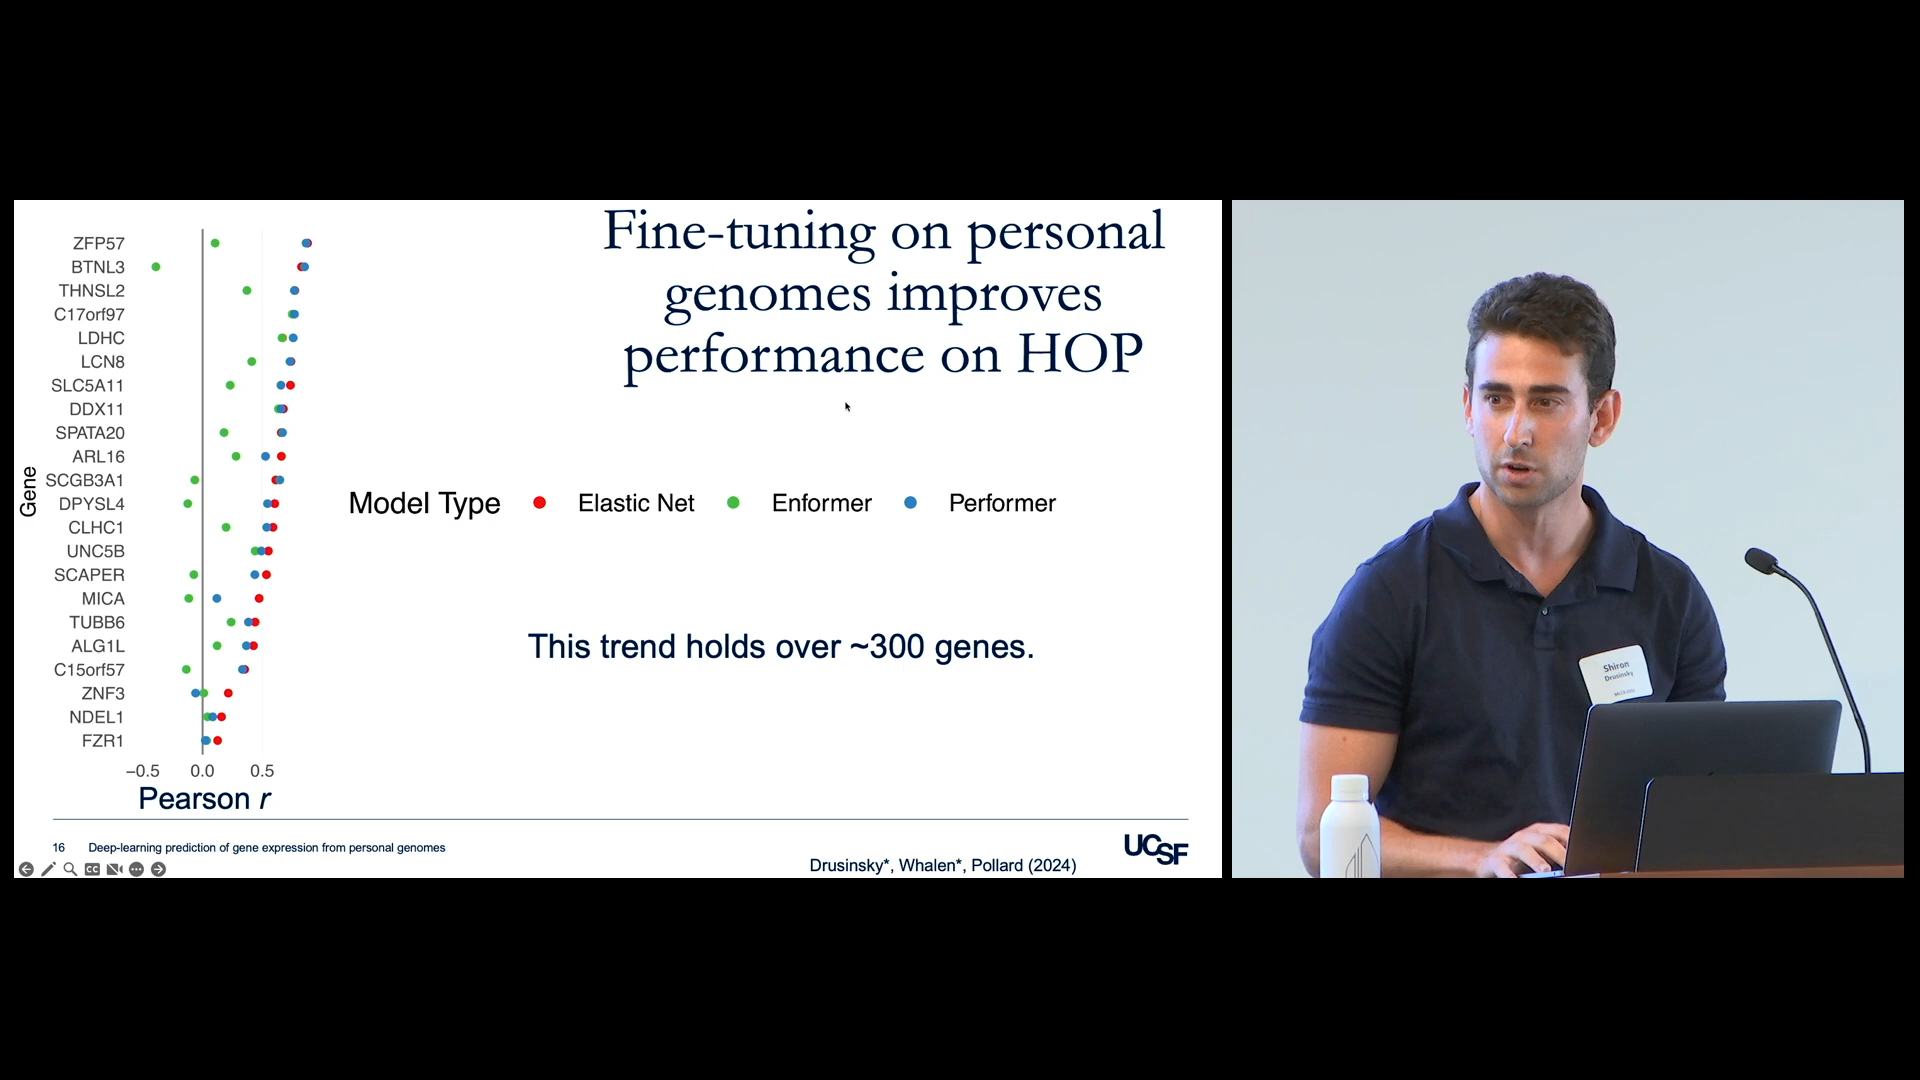 Fine-tuning on personal
genomes improves
performance on HOP
Gene
ZFP57
BTNL3
THNSL2
C17orf97
LDHC
LCN8
SLC5A11
DDX11
SPATA20
ARL16
SCGB3A1
DPYSL4
CLHC1
UNC5B
SCAPER
MICA
TUBB6
ALG1L
C15orf57
ZNF3
NDEL1
FZR1
−0.5 0.0 0.5
Pearson r
Model Type Elastic Net Enformer Performer
This trend holds over ~300 genes.
16 Deep-learning prediction of gene expression from personal genomes
Drusinsky*, Whalen*, Pollard (2024)
UCSF
CC
Shiron
Drusinsky